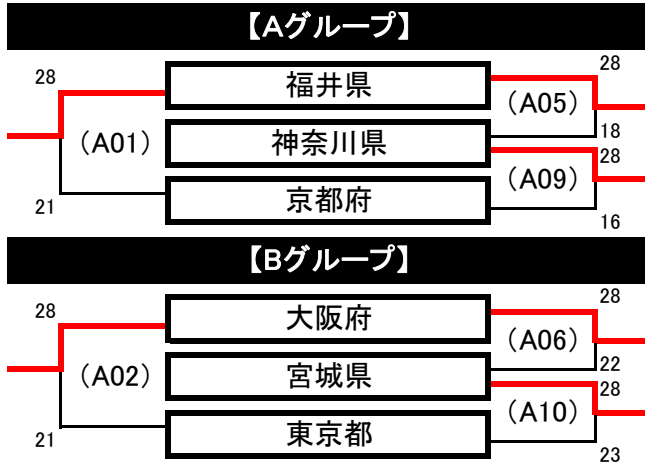 【Aグループ】
28
福井県
28
(A05)
(A01)
神奈川県
18
28
(A09)
21
京都府
16
【Bグループ】
28
大阪府
28
(A06)
(A02)
宮城県
22
28
(A10)
21
東京都
23